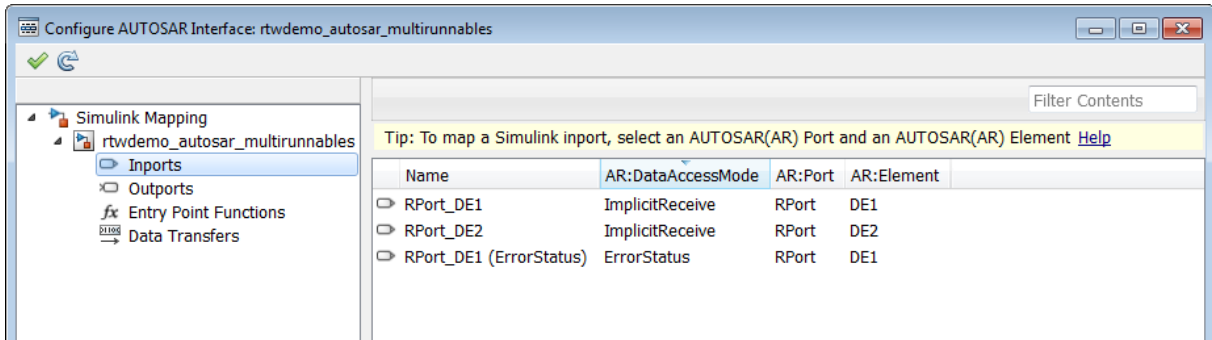 Configure AUTOSAR Interface: rtwdemo_autosar_multirunnables
Filter Contents
Simulink Mapping
rtwdemo_autosar_multirunnables
Inports
Outports
fx Entry Point Functions
Data Transfers
Tip: To map a Simulink inport, select an AUTOSAR(AR) Port and an AUTOSAR(AR) Element Help
Name AR:DataAccessMode AR:Port AR:Element
RPort_DE1 ImplicitReceive RPort DE1
RPort_DE2 ImplicitReceive RPort DE2
RPort_DE1 (ErrorStatus) ErrorStatus RPort DE1